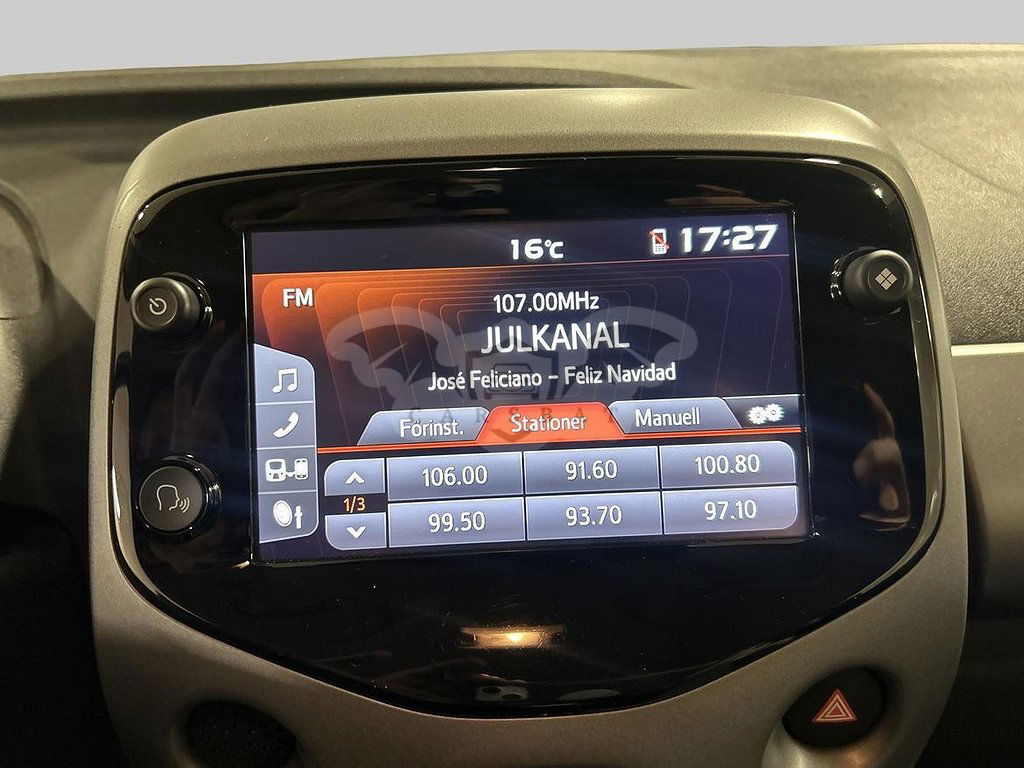 16°C
17:27
FM
107.00MHz
JULKANAL
José Feliciano – Feliz Navidad
CARSBAY
Förinst.
Stationer
Manuell
106.00
91.60
100.80
1/3
99.50
93.70
97.10